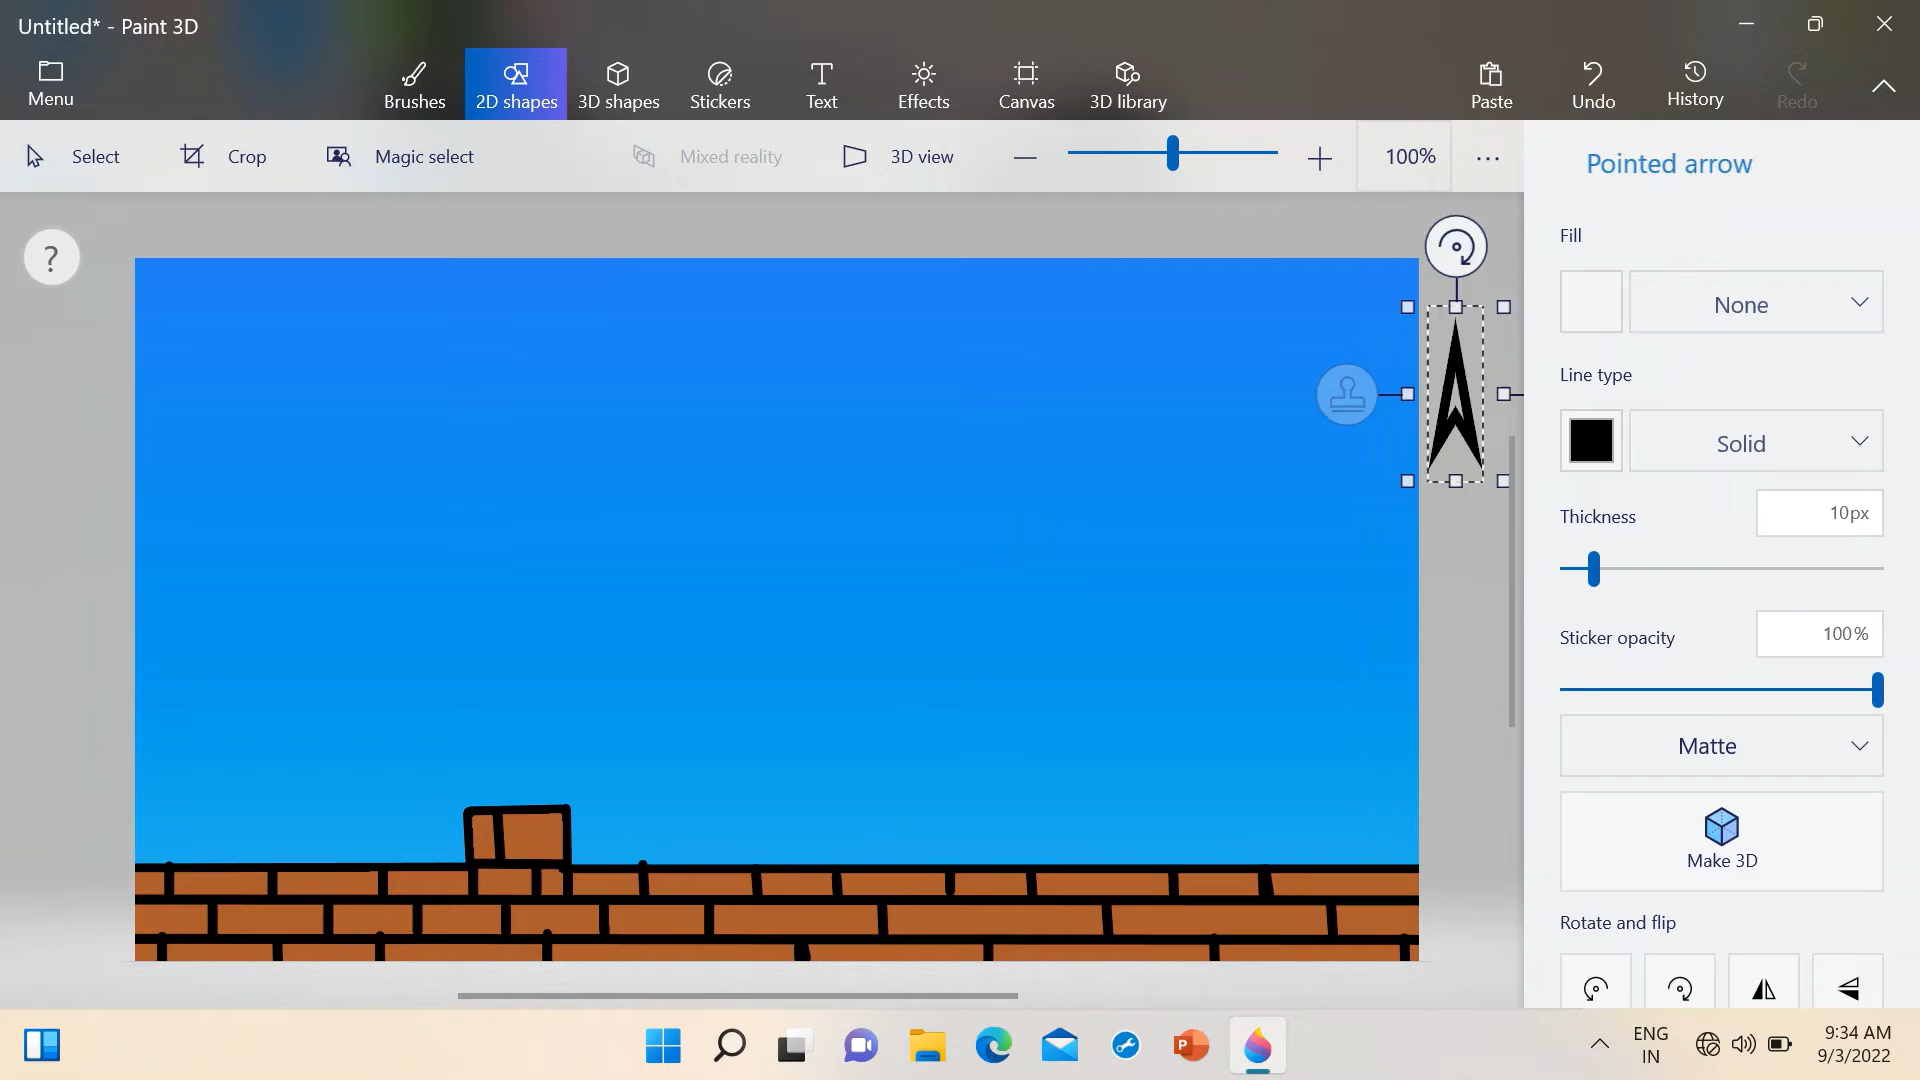 Untitled* - Paint 3D
Menu
Brushes
2D shapes
3D shapes
Stickers
Text
Effects
Canvas
3D library
Paste
Undo
History
Redo
Select
Crop
Magic select
Mixed reality
3D view
100%
?
Pointed arrow
Fill
None
Line type
Solid
Thickness
10px
Sticker opacity
100%
Matte
Make 3D
Rotate and flip
P
ENG
IN
9:34 AM
9/3/2022